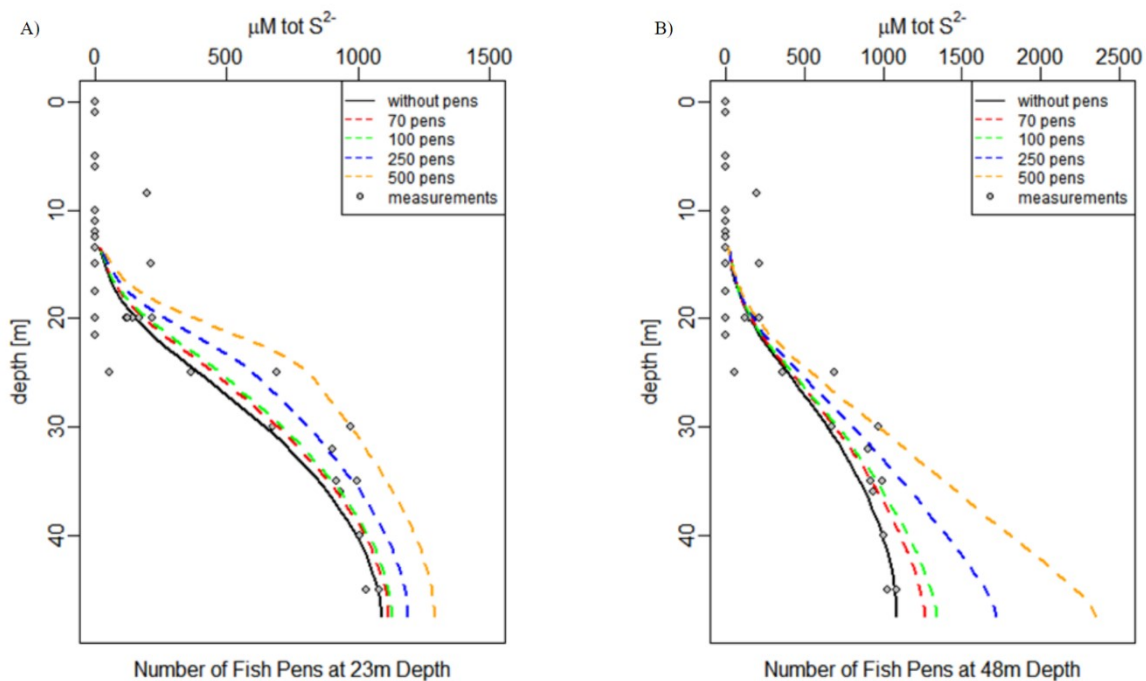 A)
μM tot S²⁻
0 500 1000 1500
without pens
70 pens
100 pens
250 pens
500 pens
measurements
0
10
20
30
40
depth [m]
Number of Fish Pens at 23m Depth
B)
μM tot S²⁻
0 500 1000 1500 2000 2500
without pens
70 pens
100 pens
250 pens
500 pens
measurements
0
10
20
30
40
depth [m]
Number of Fish Pens at 48m Depth